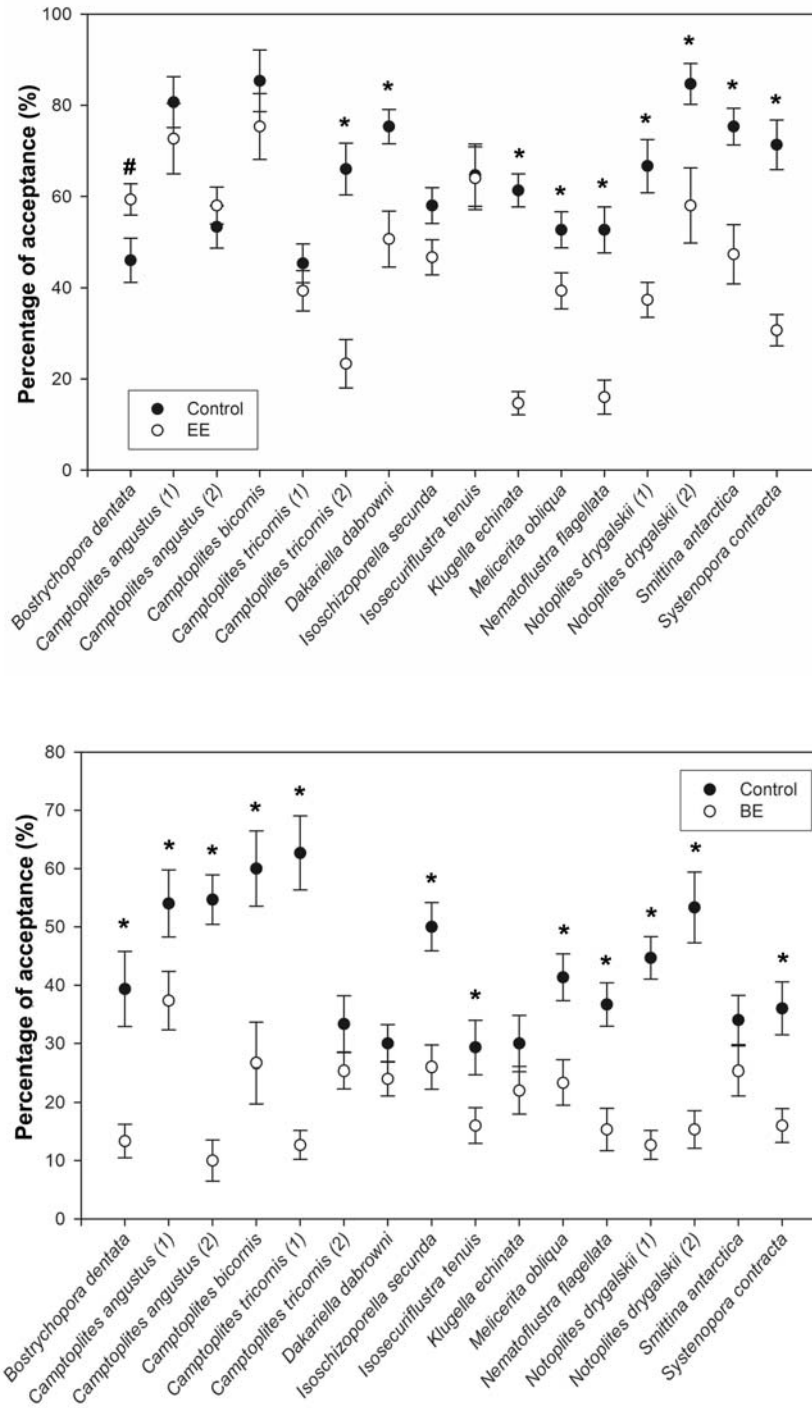 100
80
60
40
20
0
Percentage of acceptance (%)
#
*
*
*
*
*
*
*
*
*
Control
EE
Bostrychopora dentata
Camptoplites angustus (1)
Camptoplites angustus (2)
Camptoplites bicornis
Camptoplites tricornis (1)
Camptoplites tricornis (2)
Dakariella dabrowni
Isoschizoporella secunda
Isosecuriflustra tenuis
Klugella echinata
Melicerita obliqua
Nematoflustra flagellata
Notoplites drygalskii (1)
Notoplites drygalskii (2)
Smittina antarctica
Systenopora contracta
80
70
60
50
40
30
20
10
0
Percentage of acceptance (%)
*
*
*
*
*
*
*
*
*
*
*
*
Control
BE
Bostrychopora dentata
Camptoplites angustus (1)
Camptoplites angustus (2)
Camptoplites bicornis
Camptoplites tricornis (1)
Camptoplites tricornis (2)
Dakariella dabrowni
Isoschizoporella secunda
Isosecuriflustra tenuis
Klugella echinata
Melicerita obliqua
Nematoflustra flagellata
Notoplites drygalskii (1)
Notoplites drygalskii (2)
Smittina antarctica
Systenopora contracta